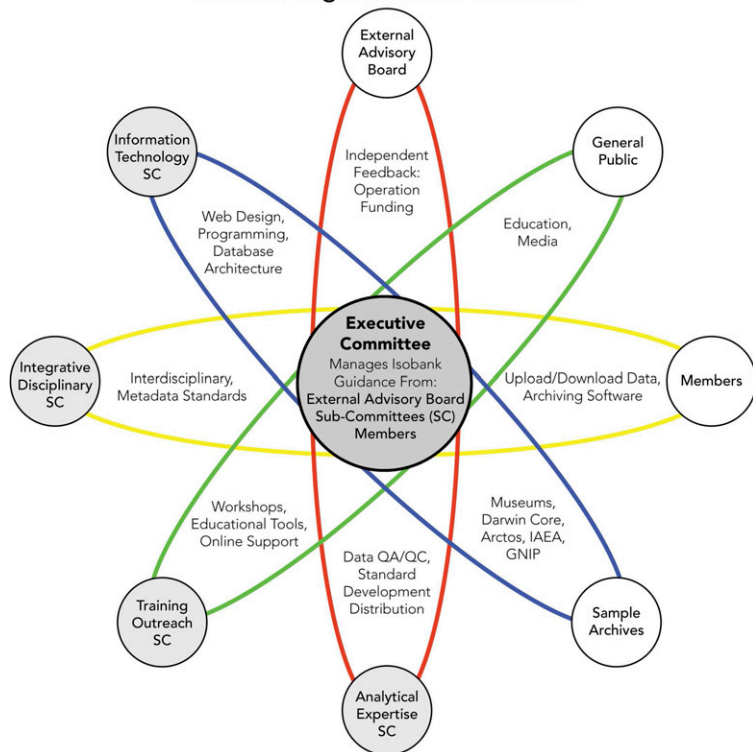 External
Advisory
Board
Information
Technology
SC
General
Public
Independent
Feedback:
Operation
Funding
Web Design,
Programming,
Database
Architecture
Education,
Media
Executive
Committee
Manages Isobank
Guidance From:
External Advisory Board
Sub-Committees (SC)
Members
Integrative
Disciplinary
SC
Interdisciplinary,
Metadata Standards
Upload/Download Data,
Archiving Software
Members
Workshops,
Educational Tools,
Online Support
Museums,
Darwin Core,
Arctos, IAEA,
GNIP
Data QA/QC,
Standard
Development
Distribution
Training
Outreach
SC
Sample
Archives
Analytical
Expertise
SC